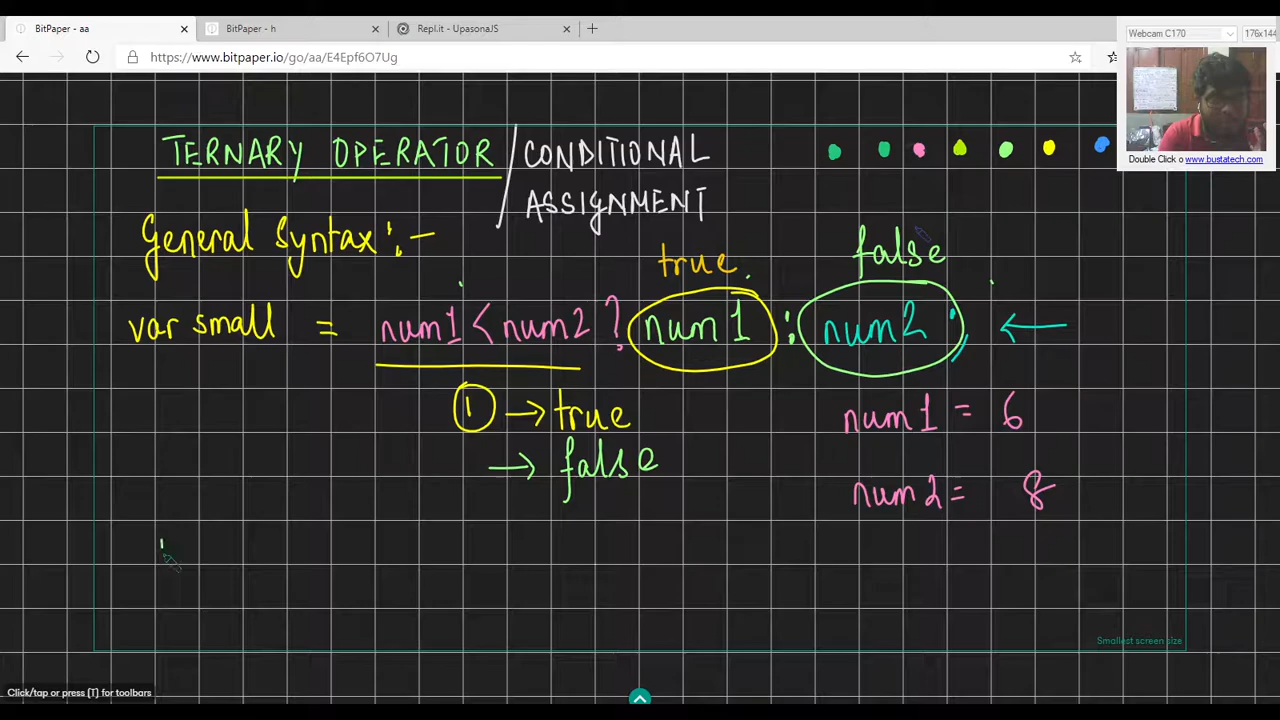 BitPaper - aa
BitPaper - h
Repl.it - UpasonaJS
https://www.bitpaper.io/go/aa/E4Epf6O7Ug
Webcam C170
176x144
Double Click o www.bustatech.com
TERNARY OPERATOR / CONDITIONAL
ASSIGNMENT
General Syntax:-
true
false
var small = num1 < num2 ? num1 : num2 ; ←
1 → true
→ false
num1 = 6
num2 = 8
Smallest screen size
Click/tap or press (T) for toolbars